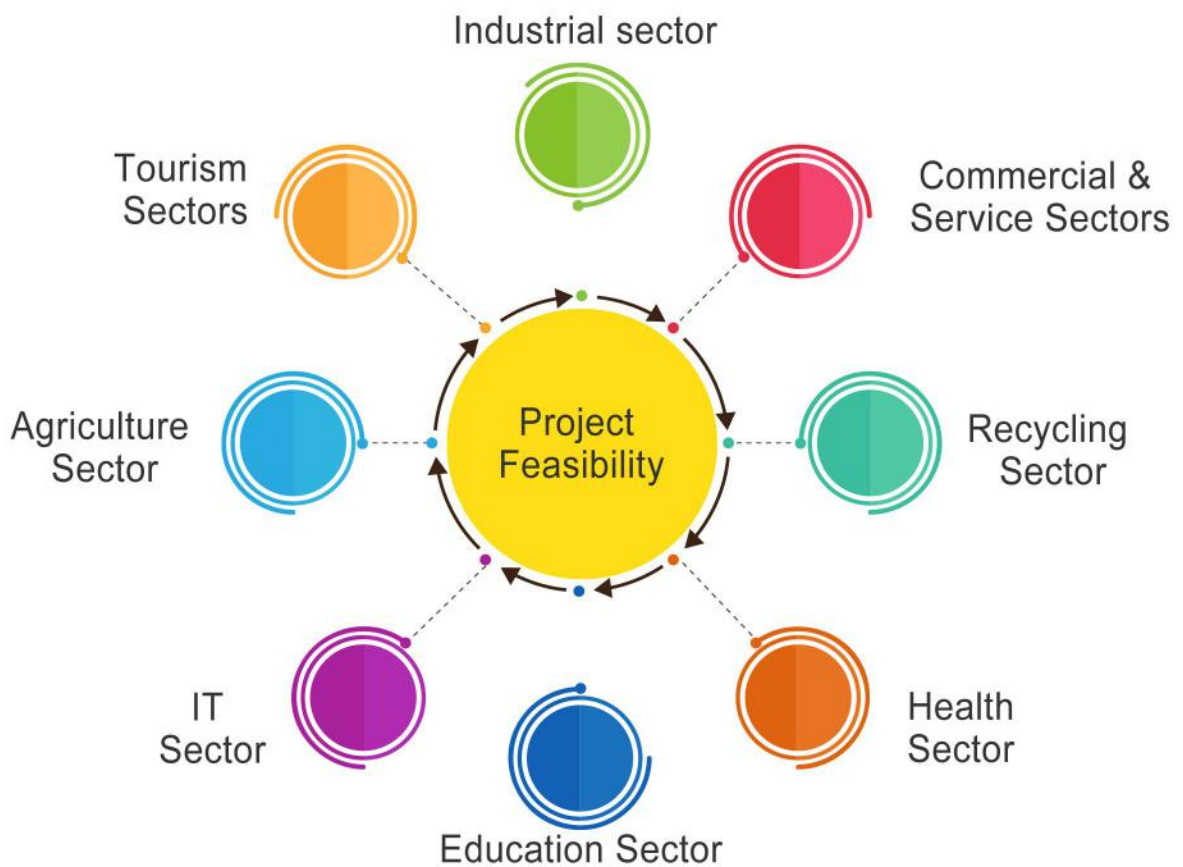 Industrial sector
Tourism
Sectors
Commercial &
Service Sectors
Agriculture
Sector
Project
Feasibility
Recycling
Sector
IT
Sector
Health
Sector
Education Sector